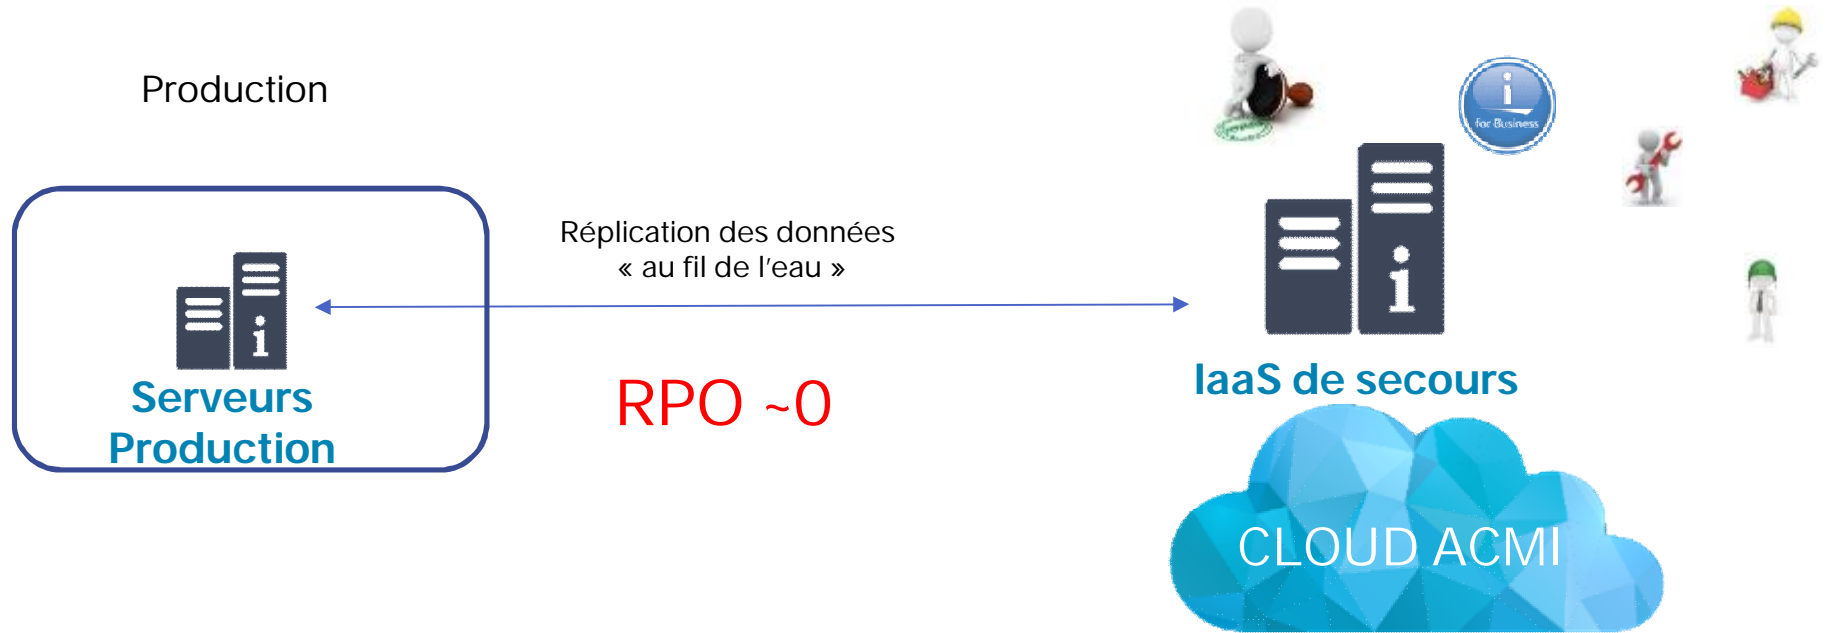 Production
i
for Business
Réplication des données
« au fil de l'eau »
i
i
Serveurs
Production
RPO ~0
IaaS de secours
CLOUD ACMI